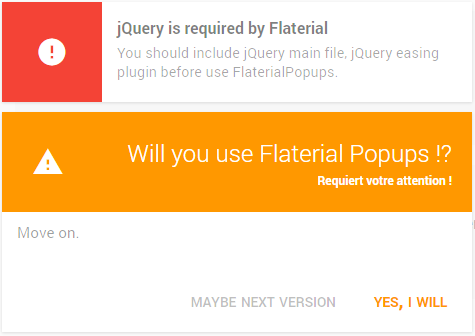 jQuery is required by Flaterial
You should include jQuery main file, jQuery easing
plugin before use FlaterialPopups.
Will you use Flaterial Popups !?
Requiert votre attention !
Move on.
MAYBE NEXT VERSION
YES, I WILL